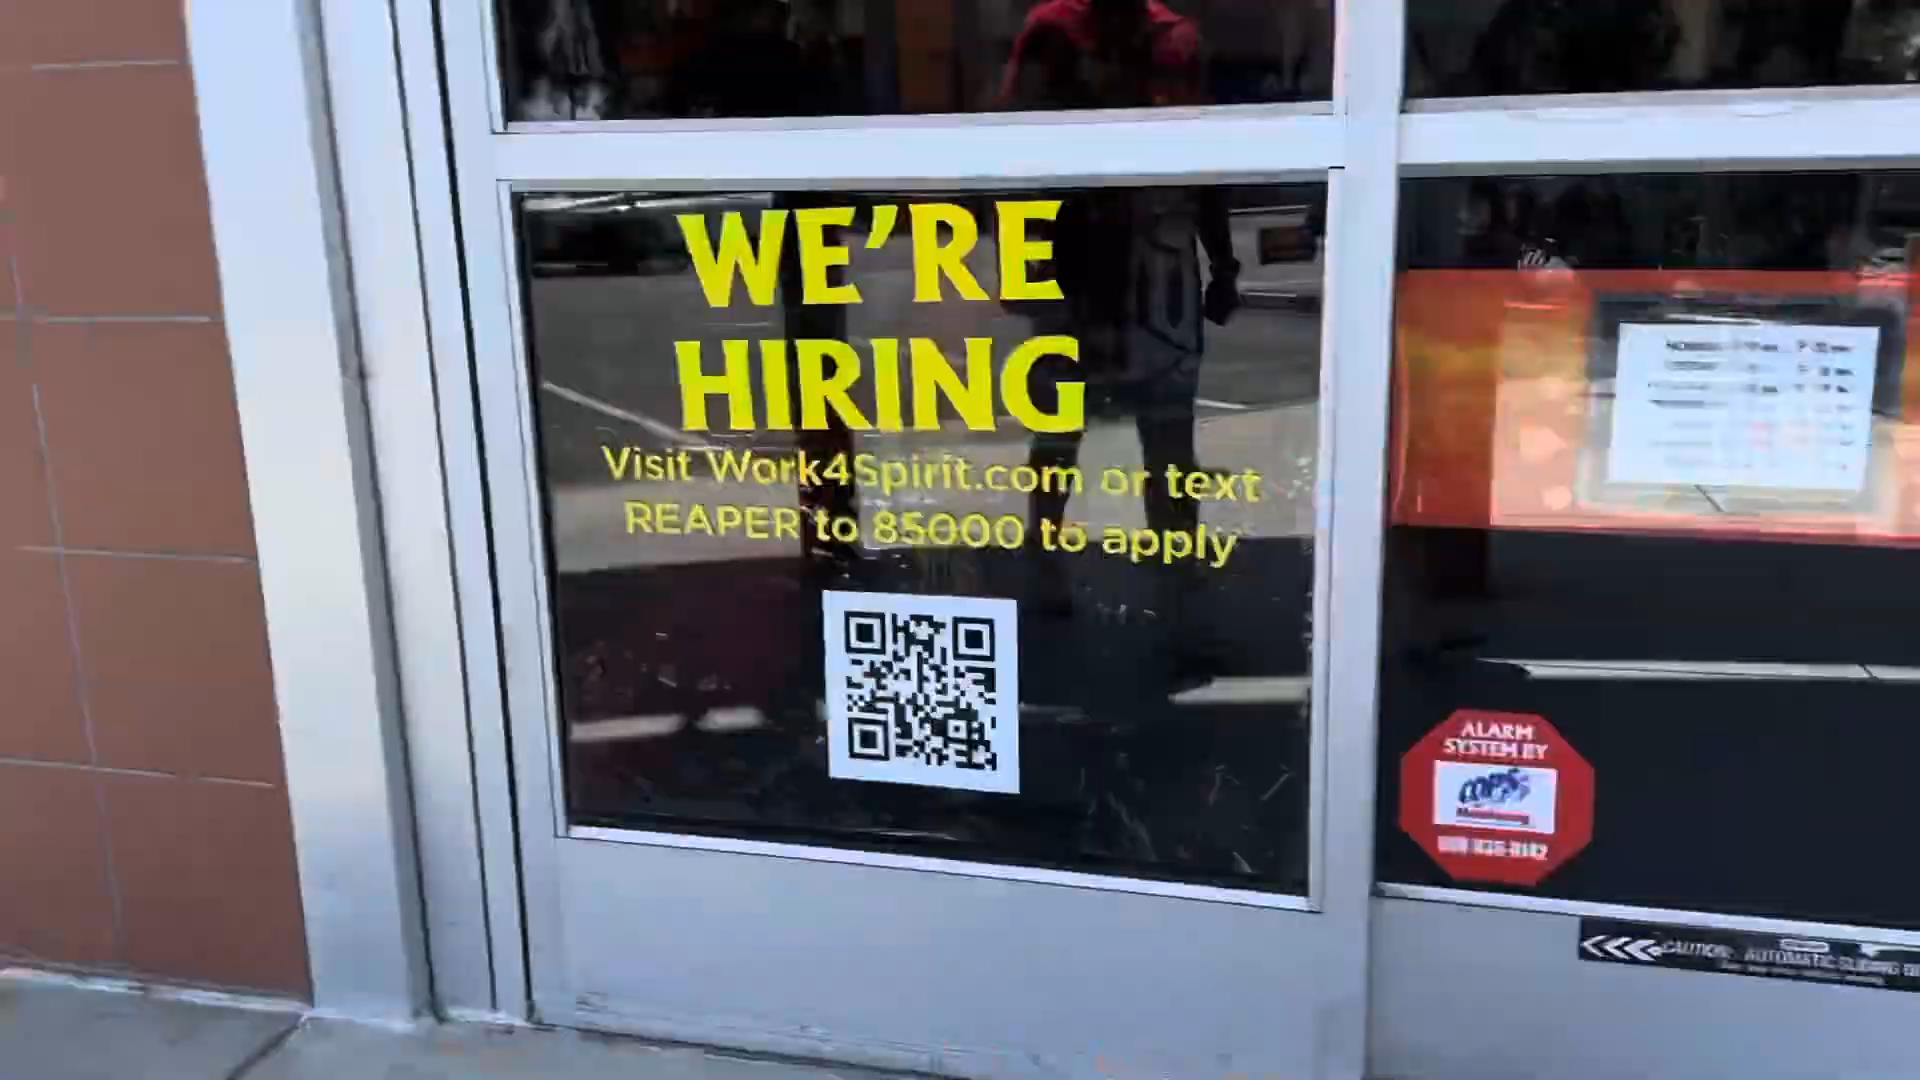 WE'RE
HIRING
Visit Work4Spirit.com or text
REAPER to 85000 to apply
ALARM
SYSTEM BY
CAUTION AUTOMATIC SLIDING